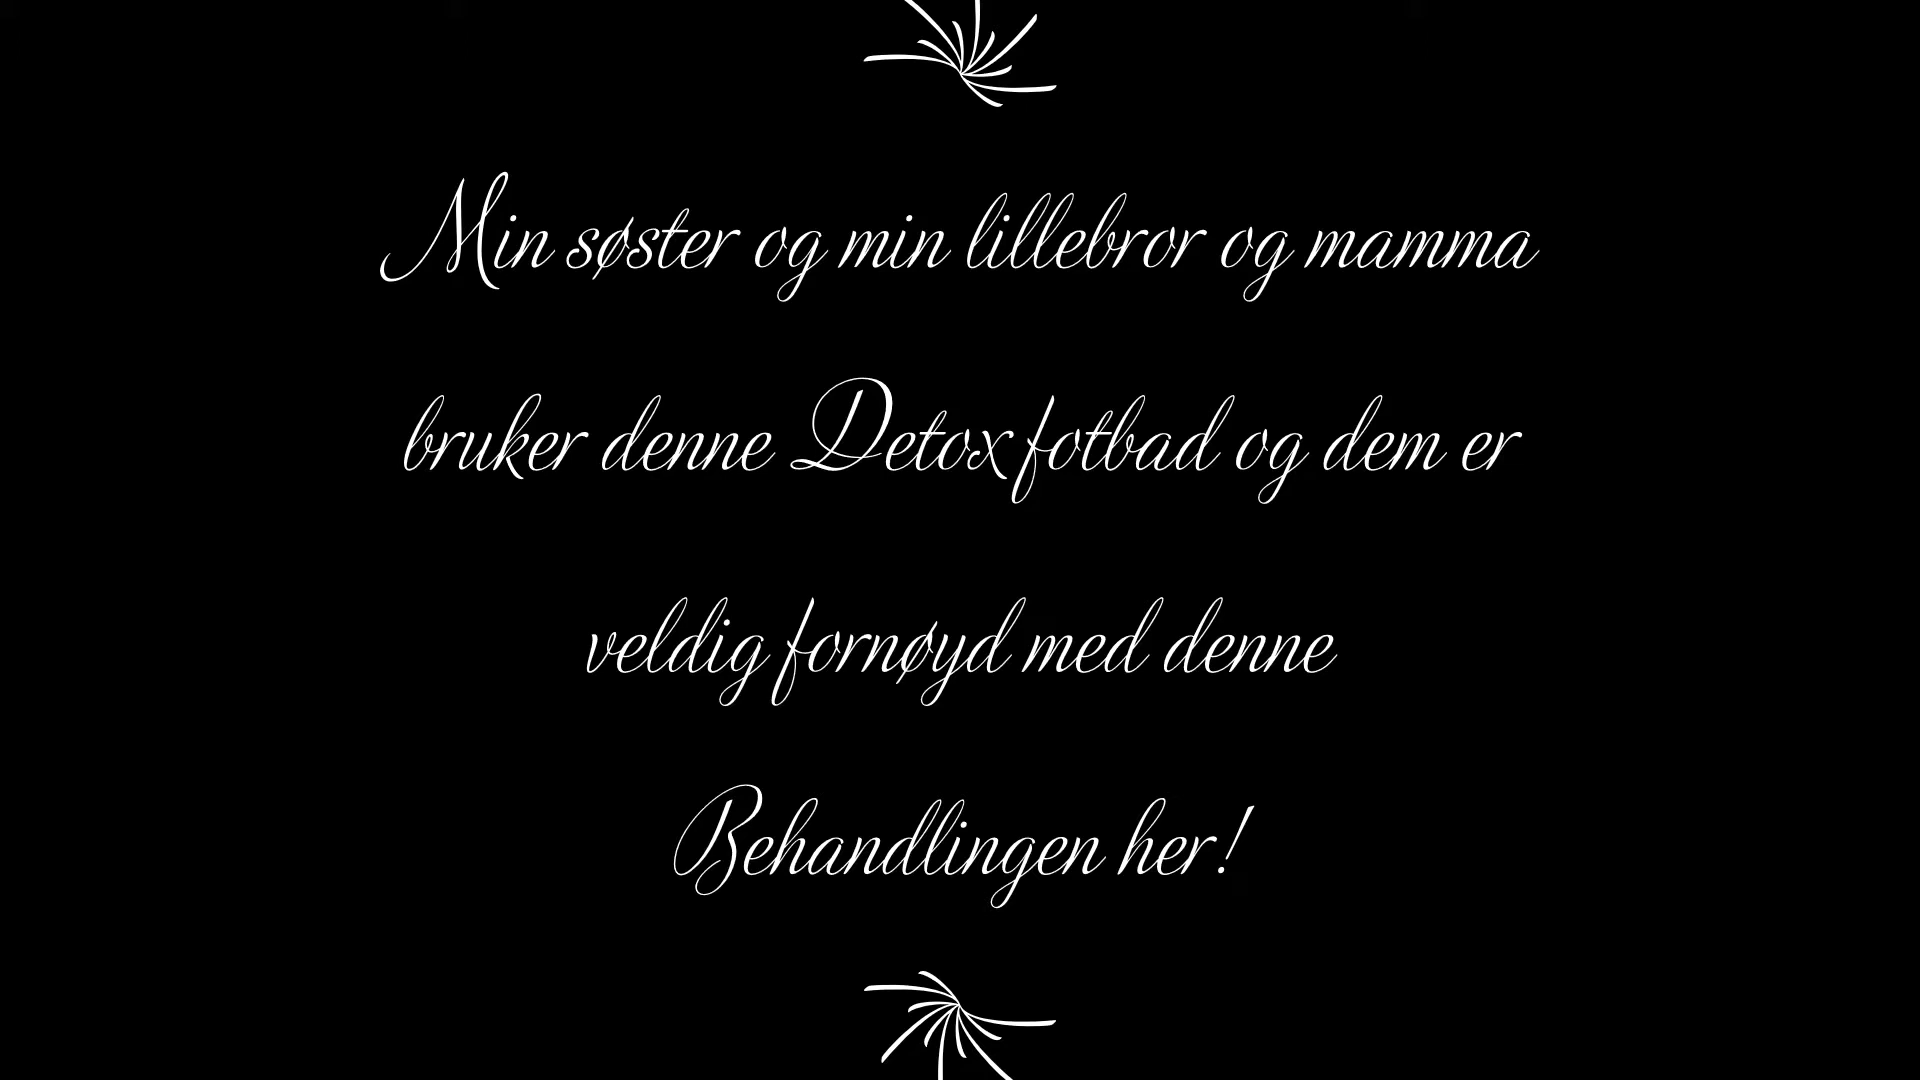 Min søster og min lillebror og mamma
bruker denne Detox fotbad og dem er
veldig fornøyd med denne
Behandlingen her!